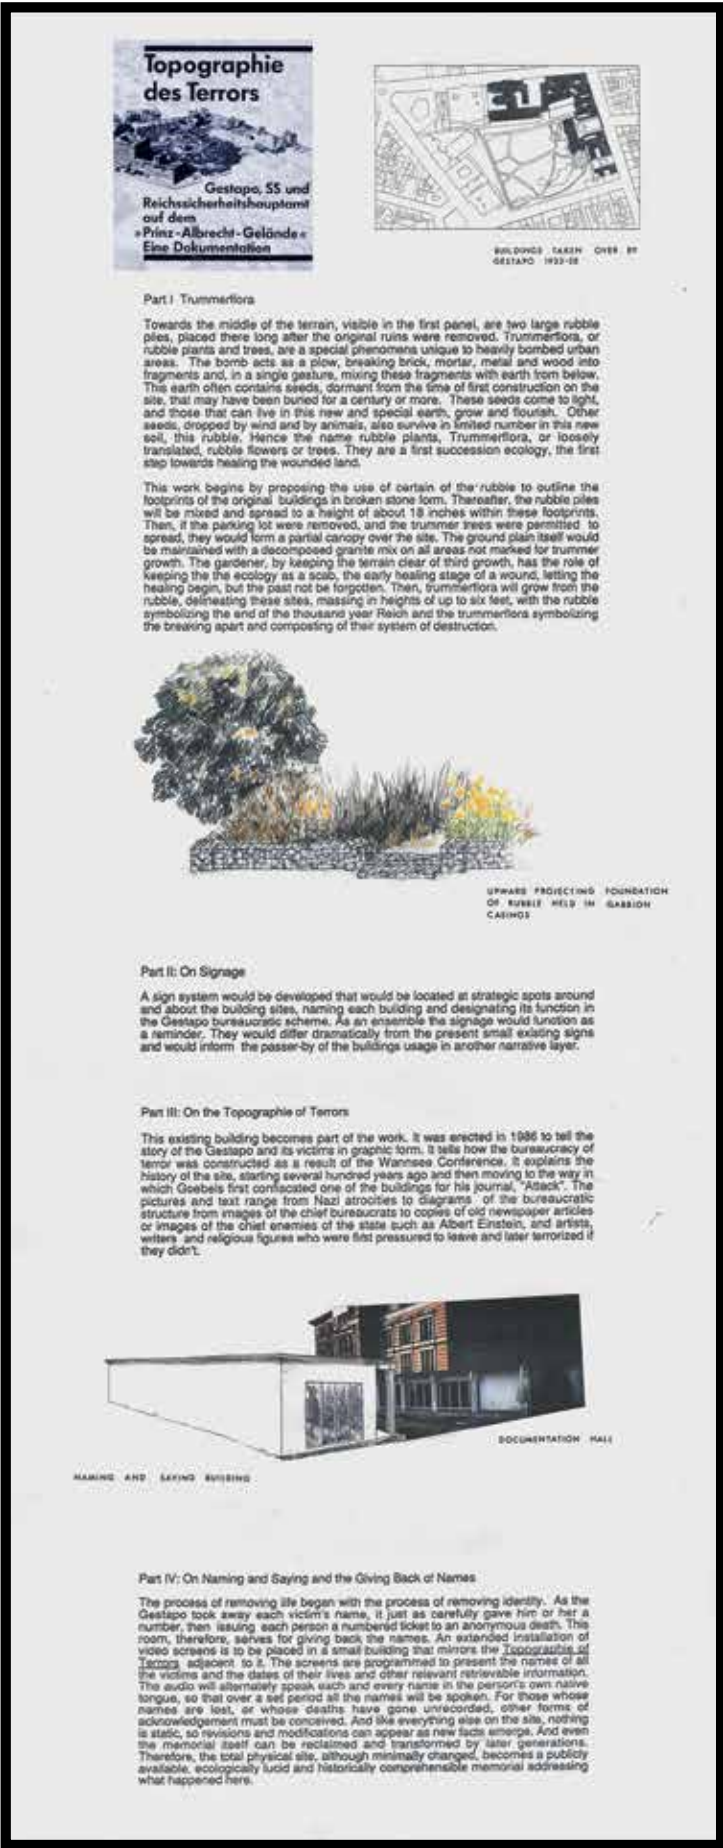 Topographie
des Terrors
Gestapo, SS und
Reichssicherheitshauptamt
auf dem
»Prinz-Albrecht-Gelände«
Eine Dokumentation
BUILDINGS TAKEN OVER BY
GESTAPO 1933-38
Part I Trummerflora
Towards the middle of the terrain, visible in the first panel, are two large rubble
piles, placed there long after the original ruins were removed. Trummerflora, or
rubble plants and trees, are a special phenomena unique to heavily bombed urban
areas. The bomb acts as a plow, breaking brick, mortar, metal and wood into
fragments and, in a single gesture, mixing these fragments with earth from below.
This earth often contains seeds, dormant from the time of first construction on the
site, that may have been buried for a century or more. These seeds come to light,
and those that can live in this new and special earth, grow and flourish. Other
seeds, dropped by wind and by animals, also survive in limited number in this new
soil, this rubble. Hence the name rubble plants, Trummerflora, or loosely
translated, rubble flowers or trees. They are a first succession ecology, the first
step towards healing the wounded land.
This work begins by proposing the use of certain of the rubble to outline the
footprints of the original buildings in broken stone form. Thereafter, the rubble piles
will be mixed and spread to a height of about 18 inches within these footprints.
Then, if the parking lot were removed, and the trummer trees were permitted to
spread, they would form a partial canopy over the site. The ground plain itself would
be maintained with a decomposed granite mix on all areas not marked for trummer
growth. The gardener, by keeping the terrain clear of third growth, has the role of
keeping the the ecology as a scab, the early healing stage of a wound, letting the
healing begin, but the past not be forgotten. Then, trummerflora will grow from the
rubble, delineating these sites, massing in heights of up to six feet, with the rubble
symbolizing the end of the thousand year Reich and the trummerflora symbolizing
the breaking apart and composting of their system of destruction.
UPWARD PROJECTING FOUNDATION
OF RUBBLE HELD IN GABBION
CASINGS
Part II: On Signage
A sign system would be developed that would be located at strategic spots around
and about the building sites, naming each building and designating its function in
the Gestapo bureaucratic scheme. As an ensemble the signage would function as
a reminder. They would differ dramatically from the present small existing signs
and would inform the passer-by of the buildings usage in another narrative layer.
Part III: On the Topographie of Terrors
This existing building becomes part of the work. It was erected in 1986 to tell the
story of the Gestapo and its victims in graphic form. It tells how the bureaucracy of
terror was constructed as a result of the Wannsee Conference. It explains the
history of the site, starting several hundred years ago and then moving to the way in
which Goebels first confiscated one of the buildings for his journal, "Attack". The
pictures and text range from Nazi atrocities to diagrams of the bureaucratic
structure from images of the chief bureaucrats to copies of old newspaper articles
or images of the chief enemies of the state such as Albert Einstein, and artists,
writers and religious figures who were first pressured to leave and later terrorized if
they didn't.
DOCUMENTATION HALL
NAMING AND SAYING BUILDING
Part IV: On Naming and Saying and the Giving Back of Names
The process of removing life began with the process of removing identity. As the
Gestapo took away each victim's name, it just as carefully gave him or her a
number, then issuing each person a numbered ticket to an anonymous death. This
room, therefore, serves for giving back the names. An extended installation of
video screens is to be placed in a small building that mirrors the Topographie of
Terrors adjacent to it. The screens are programmed to present the names of all
the victims and the dates of their lives and other relevant retrievable information.
The audio will alternately speak each and every name in the person's own native
tongue, so that over a set period all the names will be spoken. For those whose
names are lost, or whose deaths have gone unrecorded, other forms of
acknowledgement must be conceived. And like everything else on the site, nothing
is static, so revisions and modifications can appear as new facts emerge. And even
the memorial itself can be reclaimed and transformed by later generations.
Therefore, the total physical site, although minimally changed, becomes a publicly
available, ecologically lucid and historically comprehensible memorial addressing
what happened here.